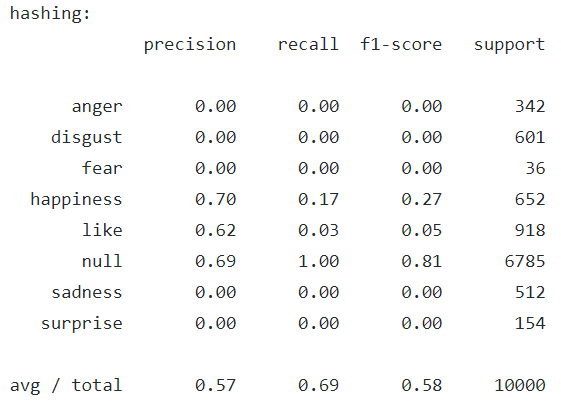 hashing:
precision recall f1-score support
anger 0.00 0.00 0.00 342
disgust 0.00 0.00 0.00 601
fear 0.00 0.00 0.00 36
happiness 0.70 0.17 0.27 652
like 0.62 0.03 0.05 918
null 0.69 1.00 0.81 6785
sadness 0.00 0.00 0.00 512
surprise 0.00 0.00 0.00 154
avg / total 0.57 0.69 0.58 10000